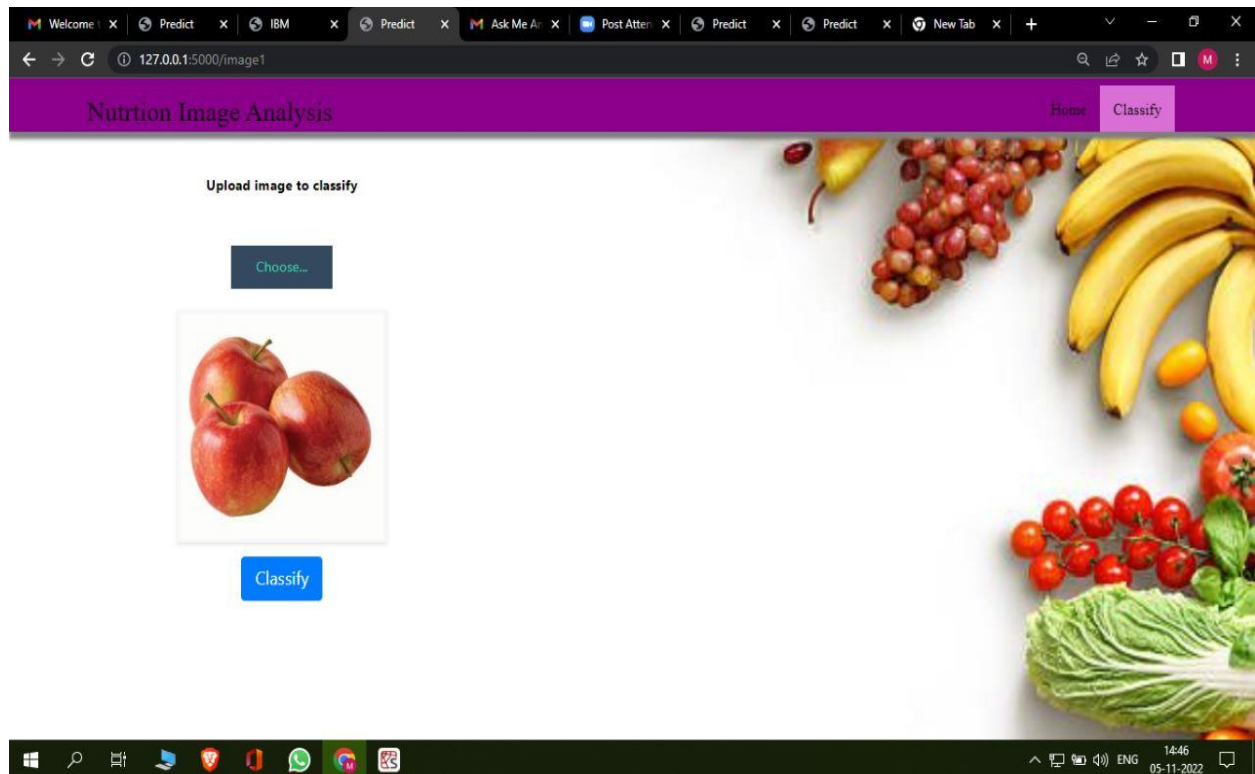 Welcome t Predict IBM Predict Ask Me An Post Atten Predict Predict New Tab
127.0.0.1:5000/image1 M
Nutrtion Image Analysis Home Classify
Upload image to classify
Choose...
Classify
ENG 14:46
05-11-2022